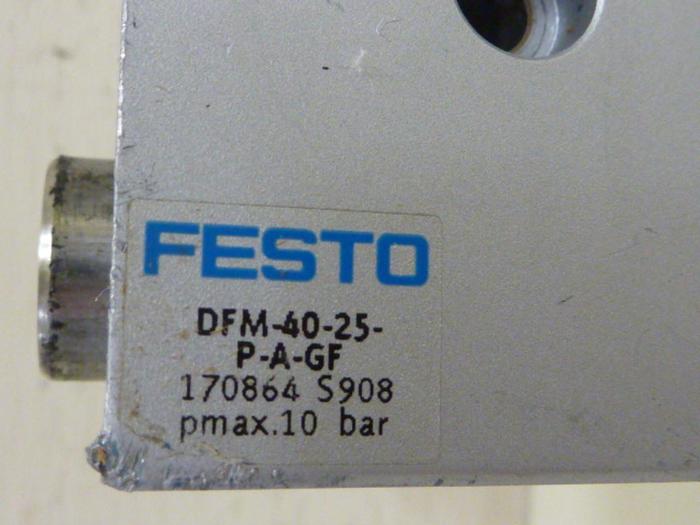 FESTO
DFM-40-25-
P-A-GF
170864 S908
pmax.10 bar